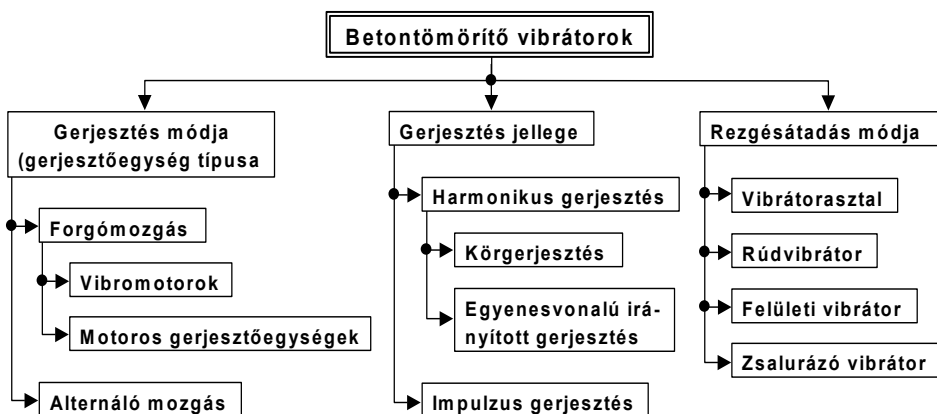 Betontömörítő vibrátorok
Gerjesztés módja
(gerjesztőegység típusa
Forgómozgás
Vibromotorok
Motoros gerjesztőegységek
Alternáló mozgás
Gerjesztés jellege
Harmonikus gerjesztés
Körgerjesztés
Egyenesvonalú irá-
nyított gerjesztés
Impulzus gerjesztés
Rezgésátadás módja
Vibrátorasztal
Rúdvibrátor
Felületi vibrátor
Zsalurázó vibrátor